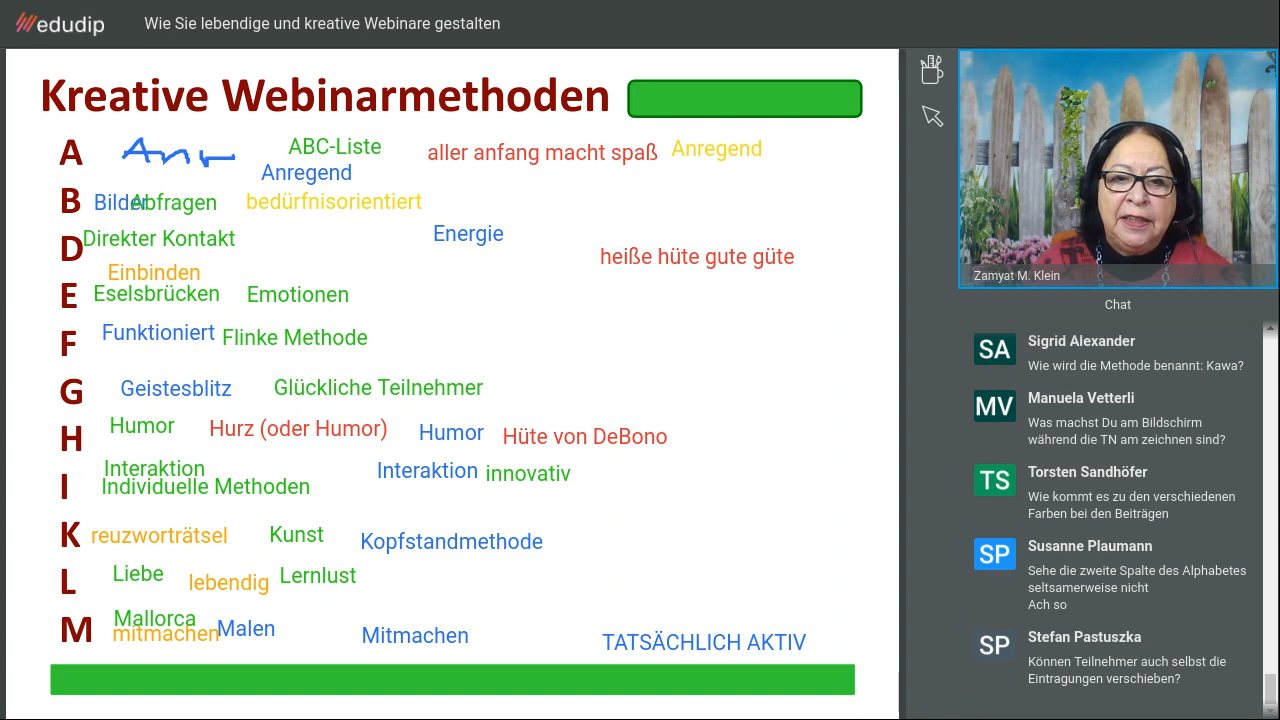 edudip
Wie Sie lebendige und kreative Webinare gestalten
Kreative Webinarmethoden
A
ABC-Liste
aller anfang macht spaß
Anregend
Anregend
B
Bilder
Abfragen
bedürfnisorientiert
D
Direkter Kontakt
Energie
heiße hüte gute güte
Einbinden
E
Eselsbrücken
Emotionen
F
Funktioniert
Flinke Methode
G
Geistesblitz
Glückliche Teilnehmer
H
Humor
Hurz (oder Humor)
Humor
Hüte von DeBono
I
Interaktion
Individuelle Methoden
Interaktion
innovativ
K
reuzworträtsel
Kunst
Kopfstandmethode
L
Liebe
lebendig
Lernlust
M
Mallorca
mitmachen
Malen
Mitmachen
TATSÄCHLICH AKTIV
Zamyat M. Klein
Chat
SA
Sigrid Alexander
Wie wird die Methode benannt: Kawa?
MV
Manuela Vetterli
Was machst Du am Bildschirm
während die TN am zeichnen sind?
TS
Torsten Sandhöfer
Wie kommt es zu den verschiedenen
Farben bei den Beiträgen
SP
Susanne Plaumann
Sehe die zweite Spalte des Alphabetes
seltsamerweise nicht
Ach so
SP
Stefan Pastuszka
Können Teilnehmer auch selbst die
Eintragungen verschieben?